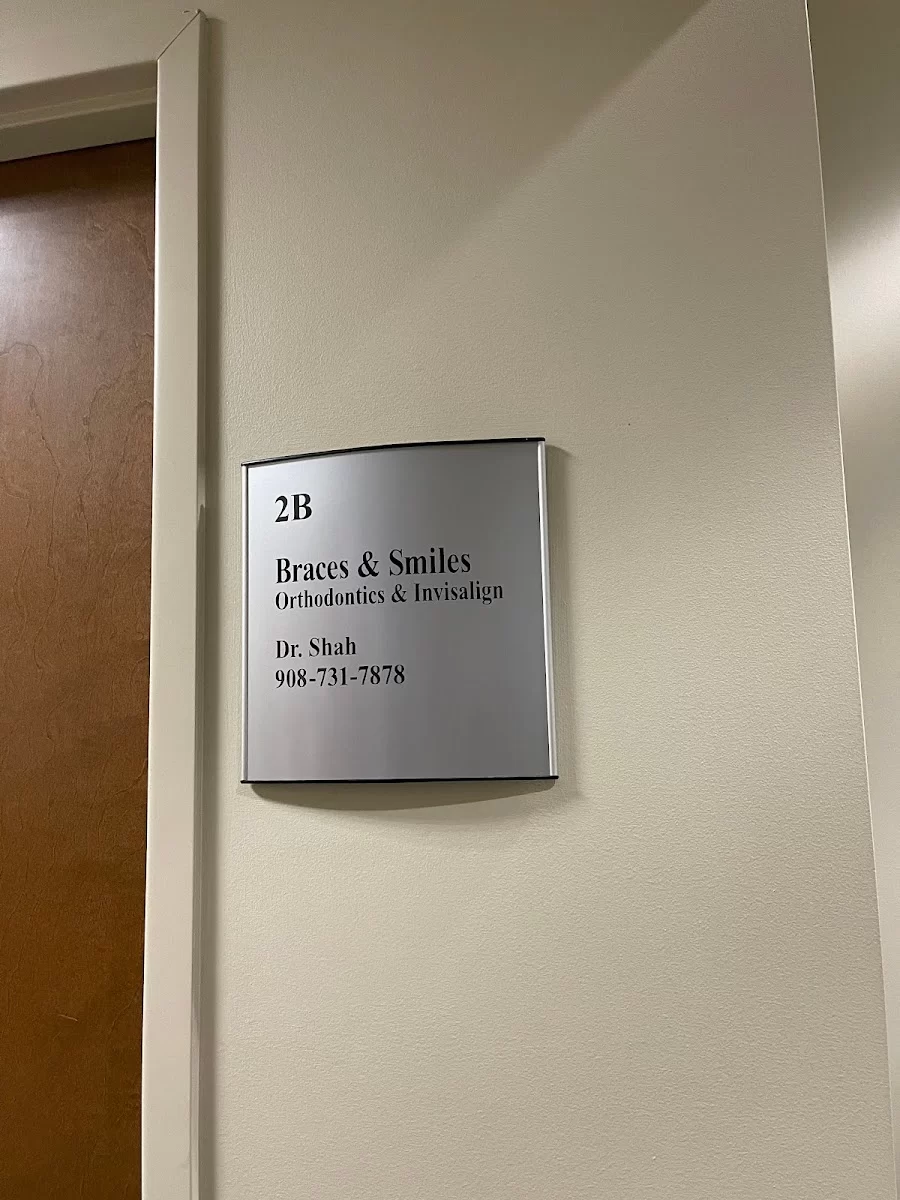 2B
Braces & Smiles
Orthodontics & Invisalign
Dr. Shah
908-731-7878